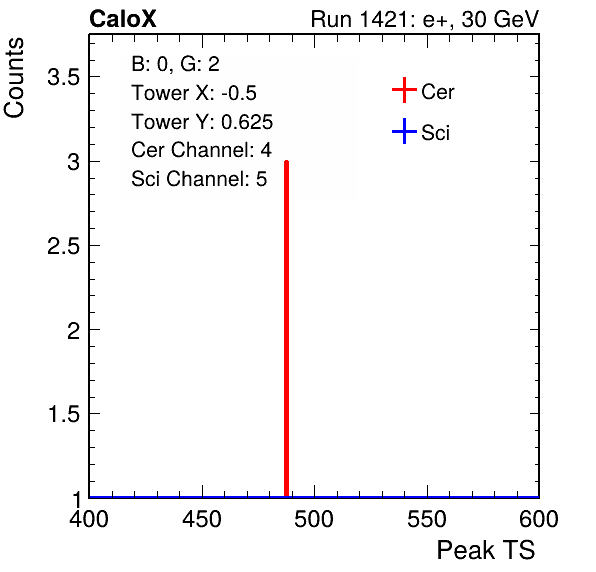 CaloX Run 1421: e+, 30 GeV
Counts
B: 0, G: 2
Tower X: -0.5
Tower Y: 0.625
Cer Channel: 4
Sci Channel: 5
Cer
Sci
3.5
3
2.5
2
1.5
1
400 450 500 550 600
Peak TS